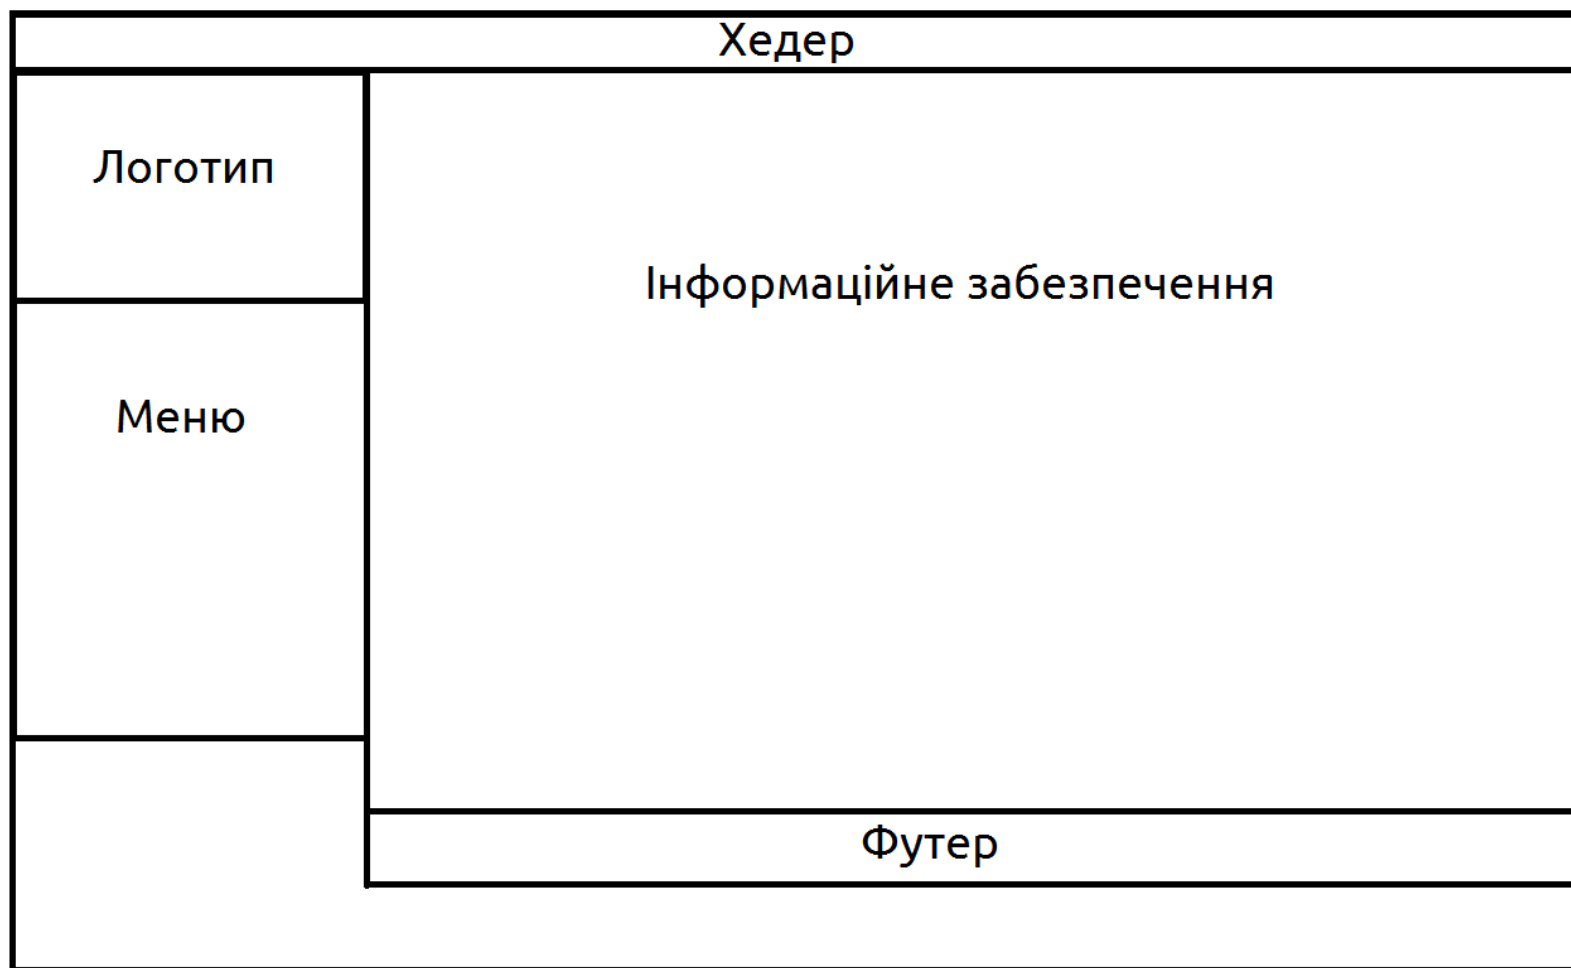 Хедер
Логотип
Інформаційне забезпечення
Меню
Футер